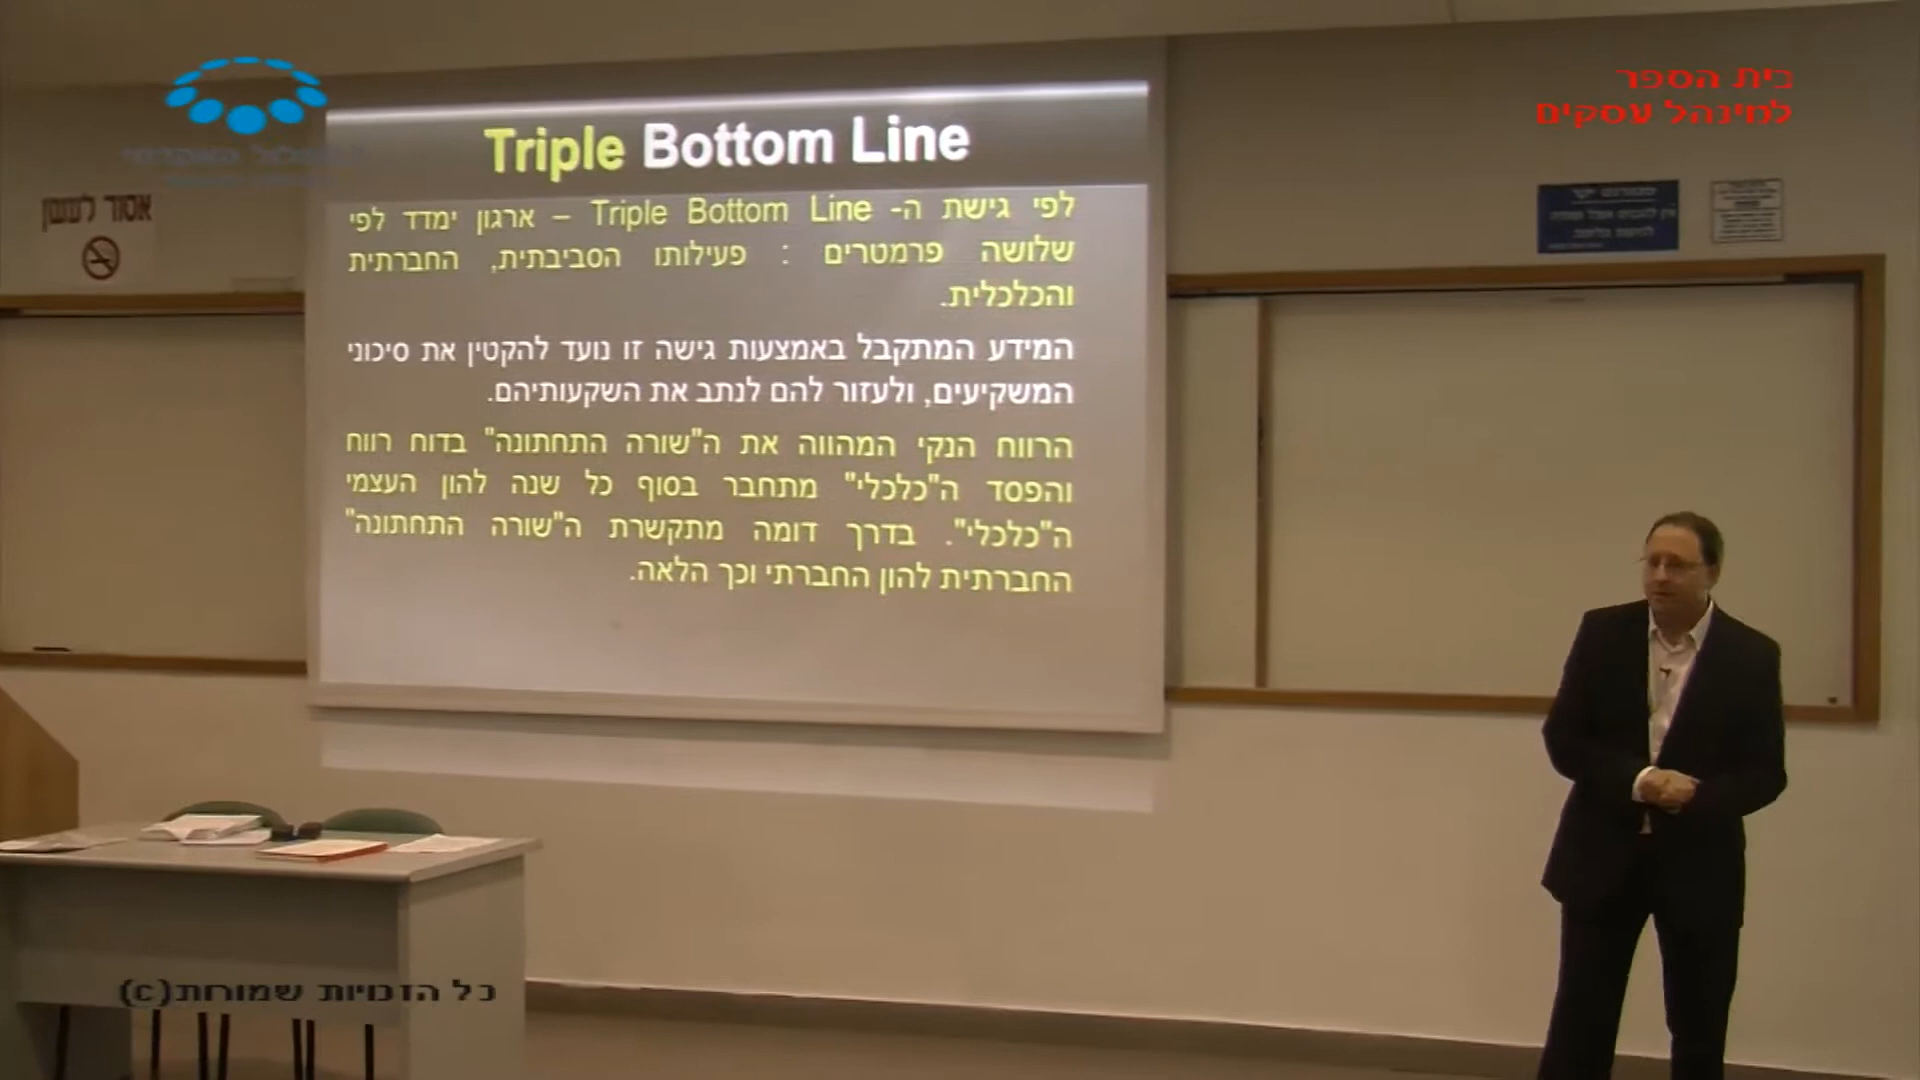 בית הספר
למינהל עסקים
אסור לעשן
Triple Bottom Line
לפי גישת ה- Triple Bottom Line – ארגון ימדד לפי
שלושה פרמטרים : פעילותו הסביבתית, החברתית
והכלכלית.
המידע המתקבל באמצעות גישה זו נועד להקטין את סיכוני
המשקיעים, ולעזור להם לנתב את השקעותיהם.
הרווח הנקי המהווה את ה"שורה התחתונה" בדוח רווח
והפסד ה"כלכלי" מתחבר בסוף כל שנה להון העצמי
ה"כלכלי". בדרך דומה מתקשרת ה"שורה התחתונה"
החברתית להון החברתי וכך הלאה.
כל הזכויות שמורות(c)